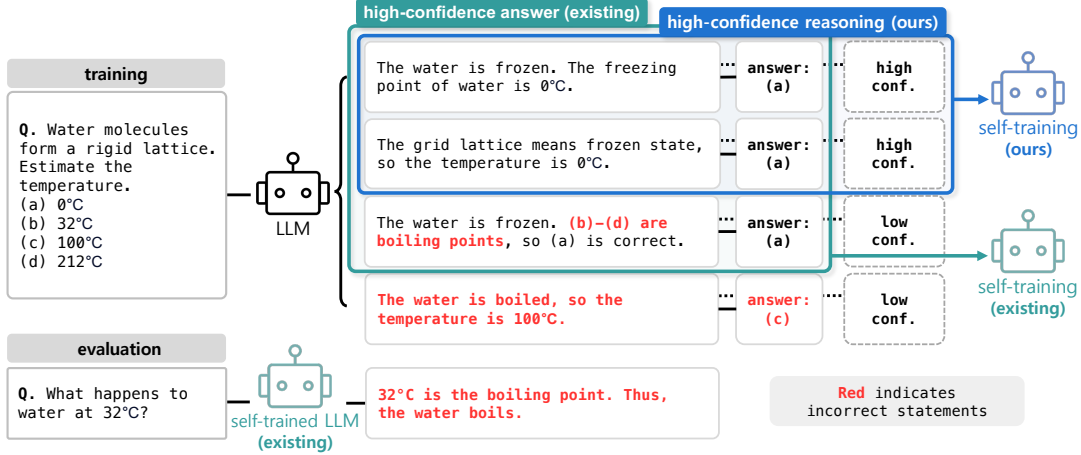 high-confidence answer (existing)
high-confidence reasoning (ours)
training
Q. Water molecules
form a rigid lattice.
Estimate the
temperature.
(a) 0℃
(b) 32℃
(c) 100℃
(d) 212℃
LLM
The water is frozen. The freezing
point of water is 0℃.
answer:
(a)
high
conf.
The grid lattice means frozen state,
so the temperature is 0℃.
answer:
(a)
high
conf.
The water is frozen. (b)–(d) are
boiling points, so (a) is correct.
answer:
(a)
low
conf.
The water is boiled, so the
temperature is 100℃.
answer:
(c)
low
conf.
self-training
(ours)
self-training
(existing)
evaluation
Q. What happens to
water at 32℃?
self-trained LLM
(existing)
32°C is the boiling point. Thus,
the water boils.
Red indicates
incorrect statements